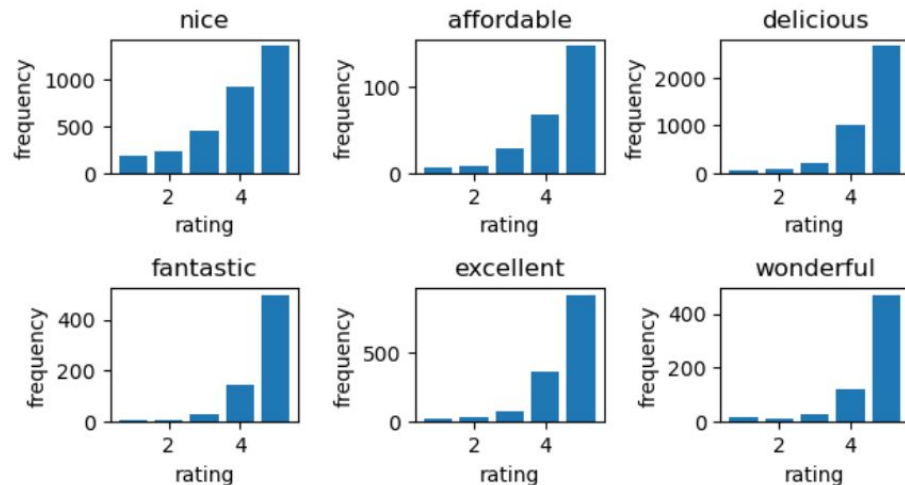 nice affordable delicious
frequency 1000 500 0 frequency 100 0 frequency 2000 1000 0
2 4 2 4 2 4
rating rating rating
fantastic excellent wonderful
frequency 400 200 0 frequency 500 0 frequency 400 200 0
2 4 2 4 2 4
rating rating rating